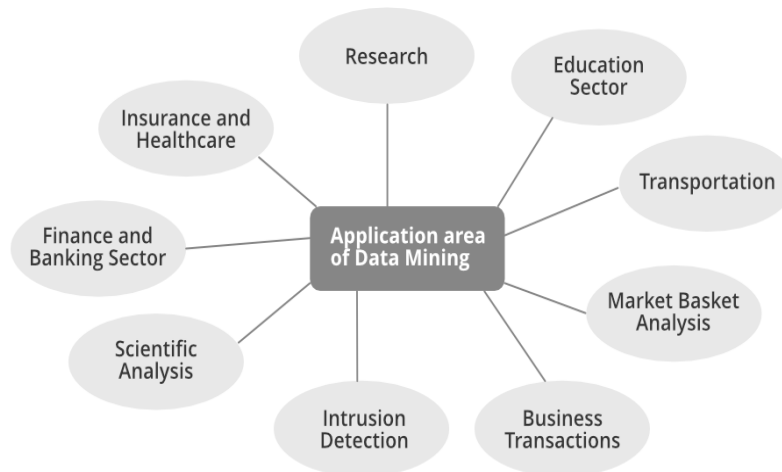 Research
Education
Sector
Insurance and
Healthcare
Transportation
Application area
of Data Mining
Finance and
Banking Sector
Market Basket
Analysis
Scientific
Analysis
Intrusion
Detection
Business
Transactions